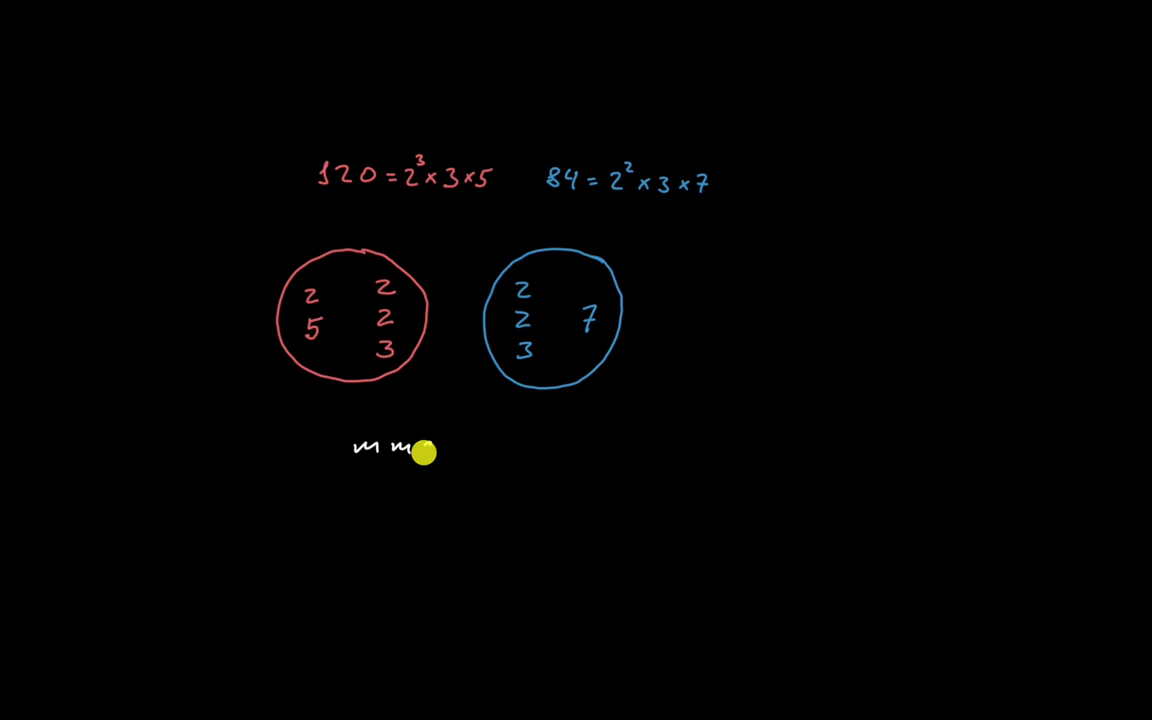 120 = 2³ × 3 × 5
84 = 2² × 3 × 7
2 2
5 2
3
2
2 7
3
m m